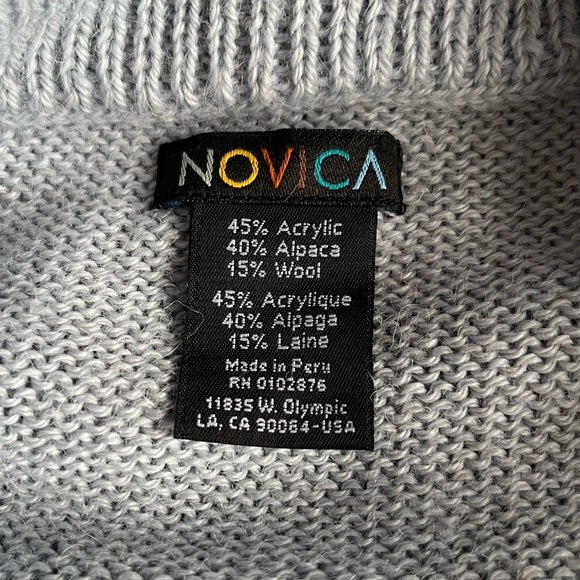 NOVICA
45% Acrylic
40% Alpaca
15% Wool
45% Acrylique
40% Alpaga
15% Laine
Made in Peru
RN 0102876
11835 W. Olympic
LA, CA 90064-USA